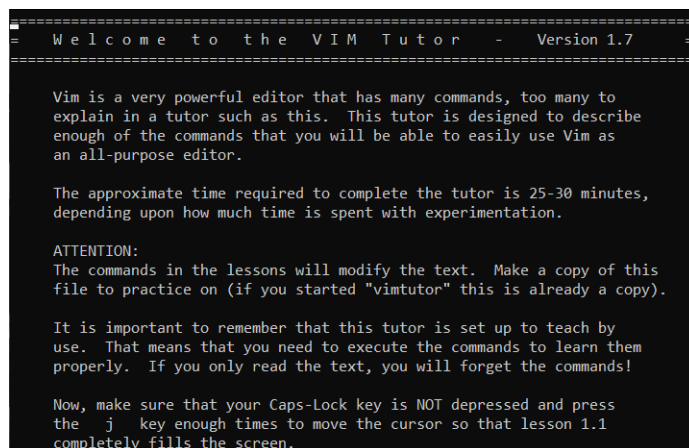 ===============================================================================
=    W e l c o m e   t o   t h e   V I M   T u t o r   -   Version 1.7      =
===============================================================================
Vim is a very powerful editor that has many commands, too many to
explain in a tutor such as this.  This tutor is designed to describe
enough of the commands that you will be able to easily use Vim as
an all-purpose editor.
The approximate time required to complete the tutor is 25-30 minutes,
depending upon how much time is spent with experimentation.
ATTENTION:
The commands in the lessons will modify the text.  Make a copy of this
file to practice on (if you started "vimtutor" this is already a copy).
It is important to remember that this tutor is set up to teach by
use.  That means that you need to execute the commands to learn them
properly.  If you only read the text, you will forget the commands!
Now, make sure that your Caps-Lock key is NOT depressed and press
the   j   key enough times to move the cursor so that lesson 1.1
completely fills the screen.